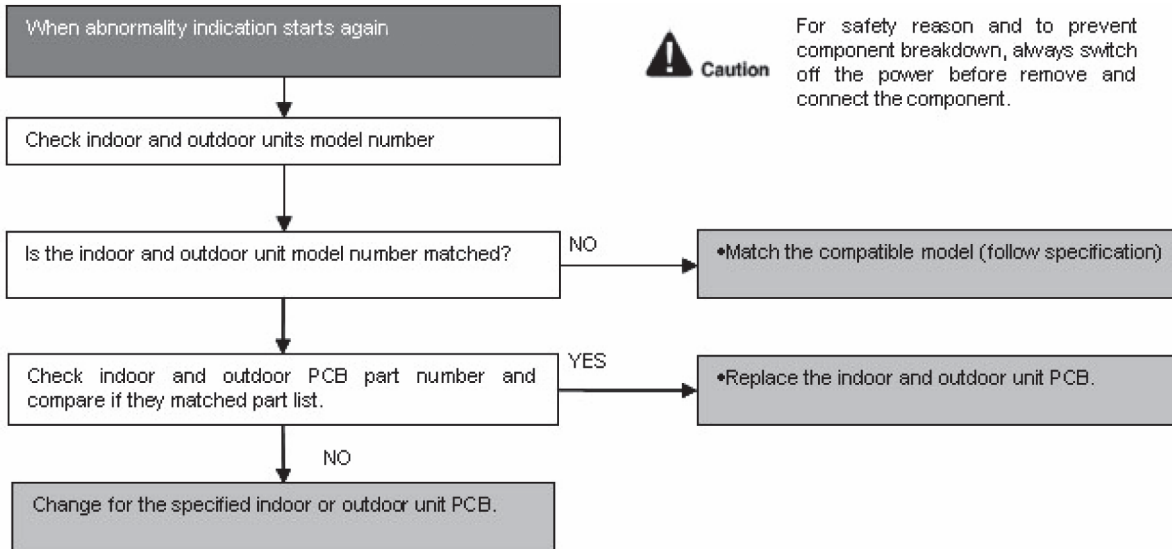 When abnormality indication starts again
For safety reason and to prevent
component breakdown, always switch
off the power before remove and
connect the component.
Caution
Check indoor and outdoor units model number
Is the indoor and outdoor unit model number matched?
NO
•Match the compatible model (follow specification)
Check indoor and outdoor PCB part number and
compare if they matched part list.
YES
•Replace the indoor and outdoor unit PCB.
NO
Change for the specified indoor or outdoor unit PCB.